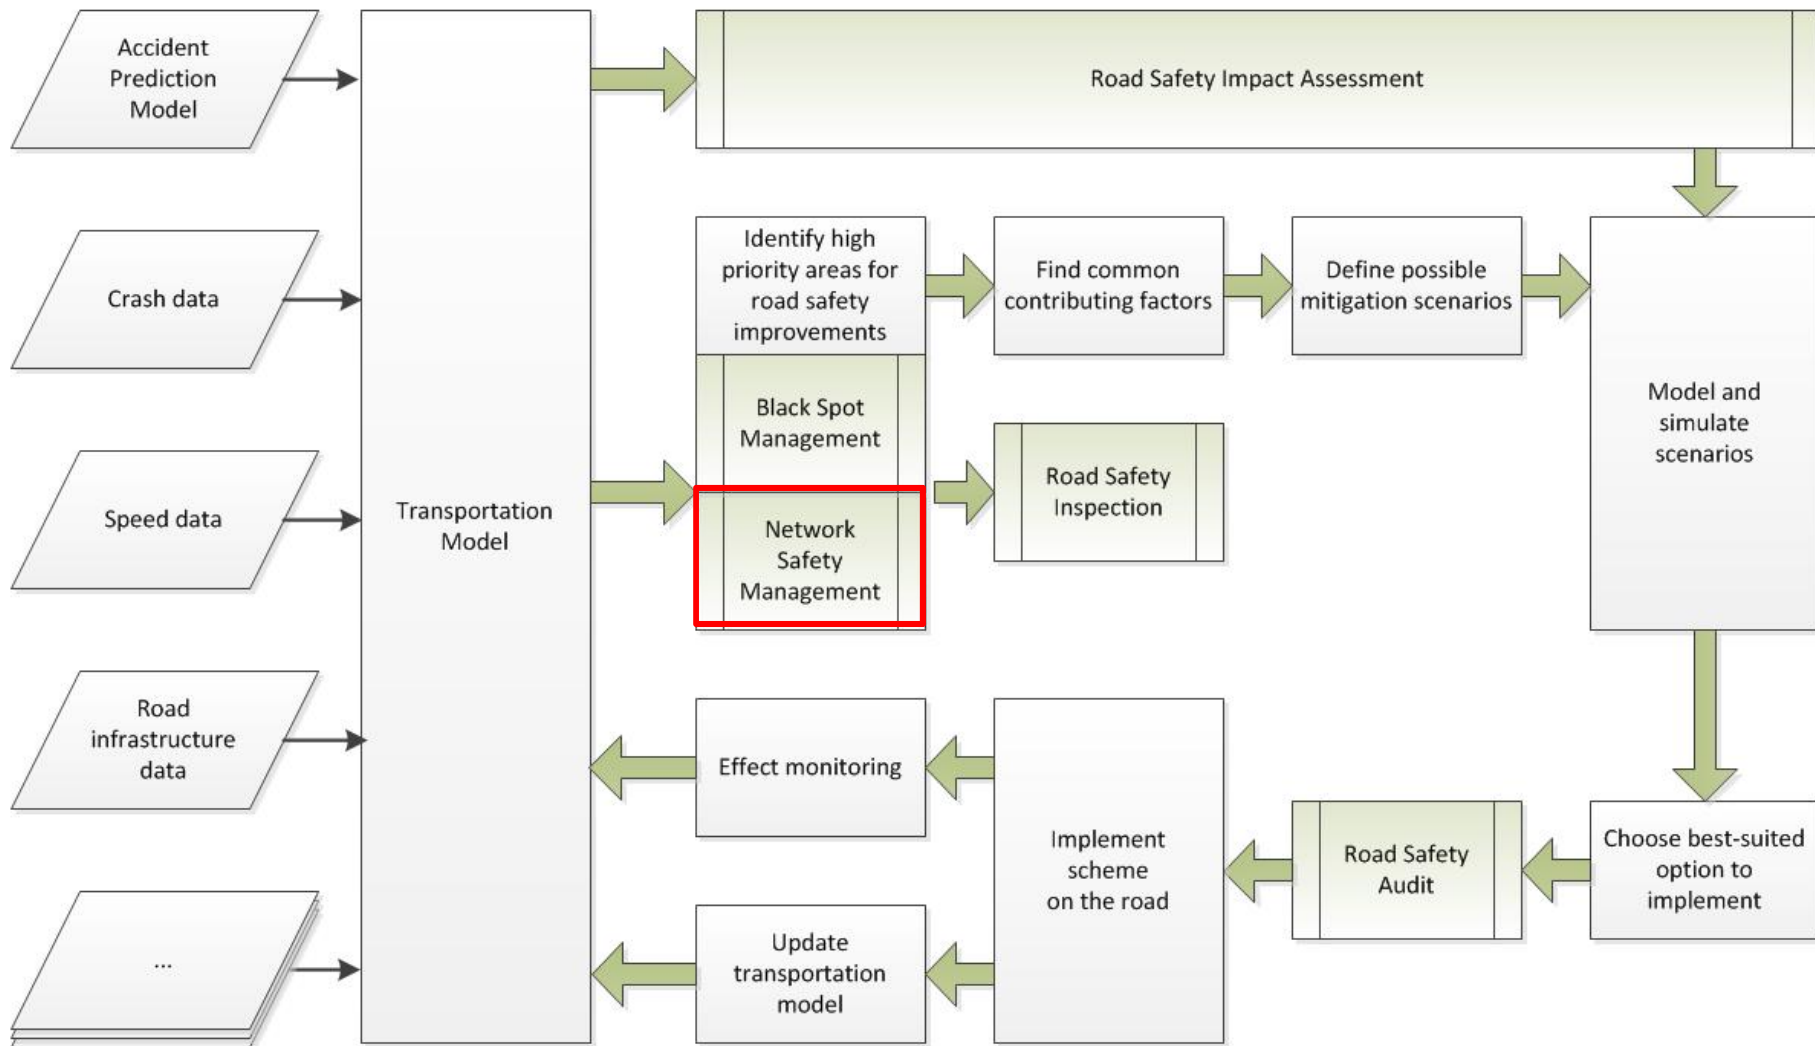 Accident
Prediction
Model
Crash data
Speed data
Road
infrastructure
data
...
Transportation
Model
Road Safety Impact Assessment
Identify high
priority areas for
road safety
improvements
Black Spot
Management
Network
Safety
Management
Find common
contributing factors
Define possible
mitigation scenarios
Road Safety
Inspection
Model and
simulate
scenarios
Choose best-suited
option to
implement
Road Safety
Audit
Implement
scheme
on the road
Effect monitoring
Update
transportation
model